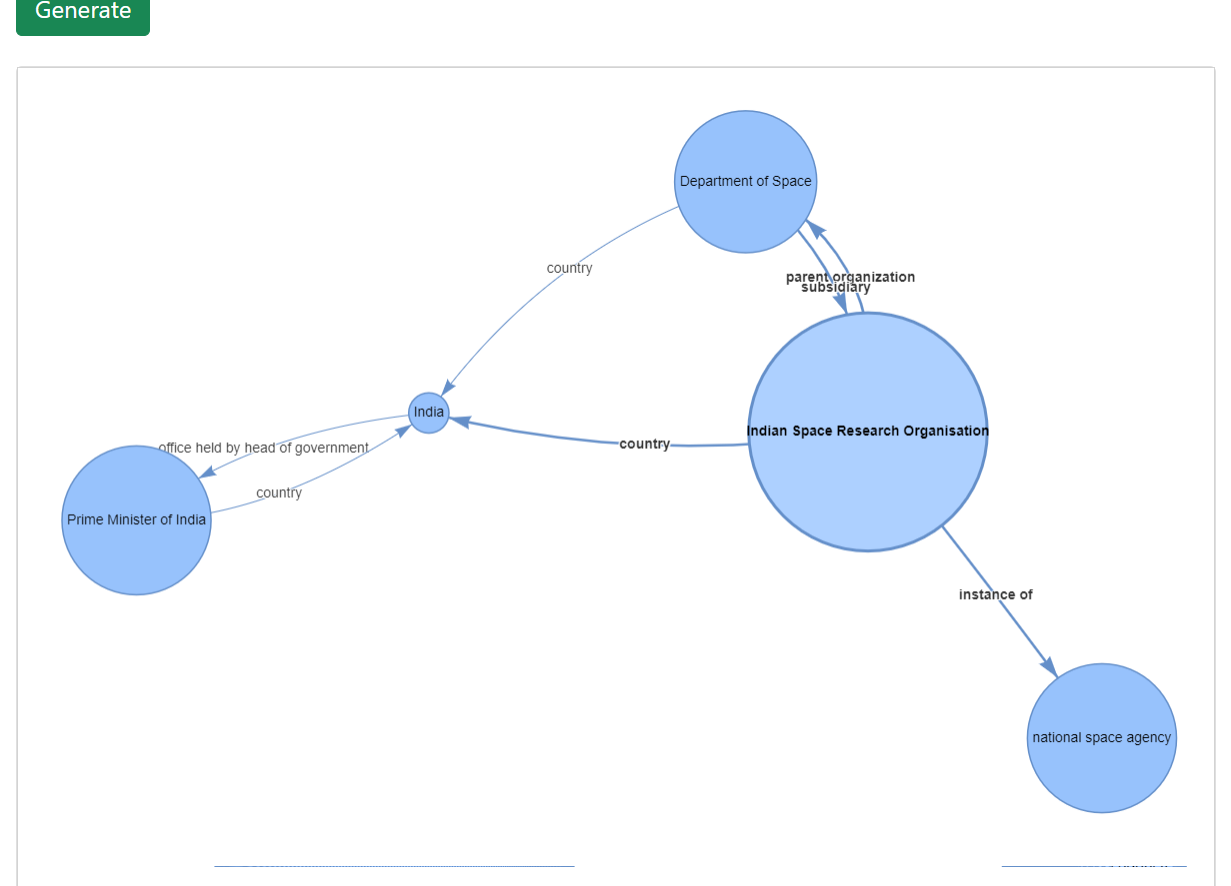 Generate
Department of Space
country
parent organization
subsidiary
India
Indian Space Research Organisation
country
office held by head of government
country
Prime Minister of India
instance of
national space agency